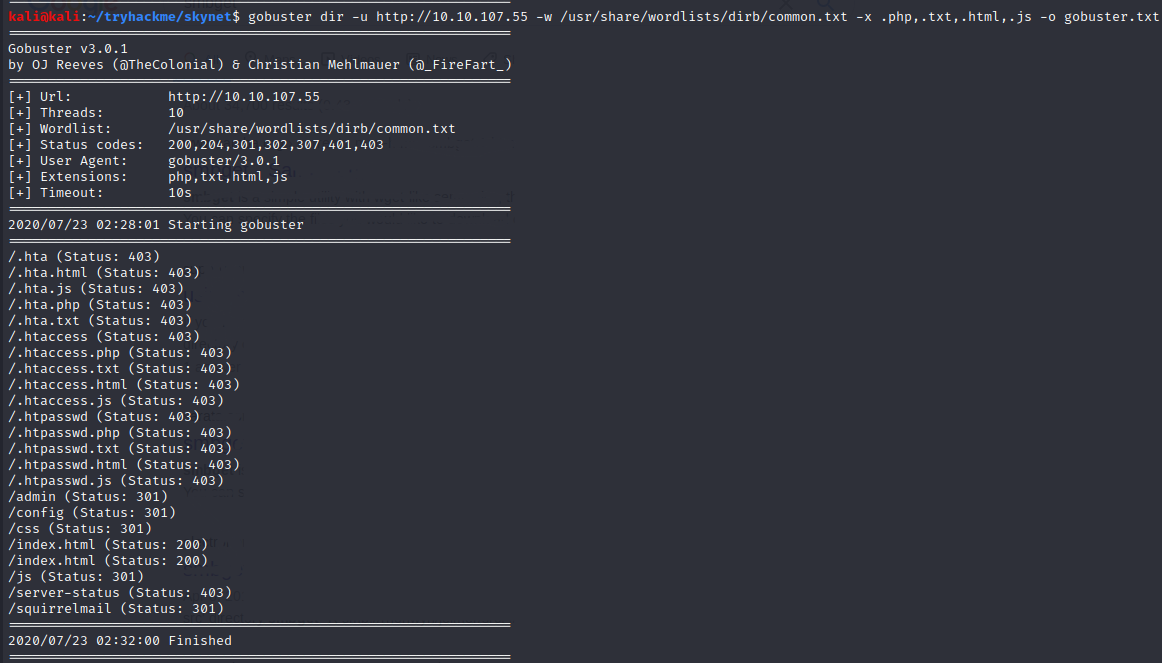 kali@kali:~/tryhackme/skynet$ gobuster dir -u http://10.10.107.55 -w /usr/share/wordlists/dirb/common.txt -x .php,.txt,.html,.js -o gobuster.txt
===============================================================
Gobuster v3.0.1
by OJ Reeves (@TheColonial) & Christian Mehlmauer (@_FireFart_)
===============================================================
[+] Url:            http://10.10.107.55
[+] Threads:        10
[+] Wordlist:       /usr/share/wordlists/dirb/common.txt
[+] Status codes:   200,204,301,302,307,401,403
[+] User Agent:     gobuster/3.0.1
[+] Extensions:     php,txt,html,js
[+] Timeout:        10s
===============================================================
2020/07/23 02:28:01 Starting gobuster
===============================================================
/.hta (Status: 403)
/.hta.html (Status: 403)
/.hta.js (Status: 403)
/.hta.php (Status: 403)
/.hta.txt (Status: 403)
/.htaccess (Status: 403)
/.htaccess.php (Status: 403)
/.htaccess.txt (Status: 403)
/.htaccess.html (Status: 403)
/.htaccess.js (Status: 403)
/.htpasswd (Status: 403)
/.htpasswd.php (Status: 403)
/.htpasswd.txt (Status: 403)
/.htpasswd.html (Status: 403)
/.htpasswd.js (Status: 403)
/admin (Status: 301)
/config (Status: 301)
/css (Status: 301)
/index.html (Status: 200)
/index.html (Status: 200)
/js (Status: 301)
/server-status (Status: 403)
/squirrelmail (Status: 301)
===============================================================
2020/07/23 02:32:00 Finished
===============================================================